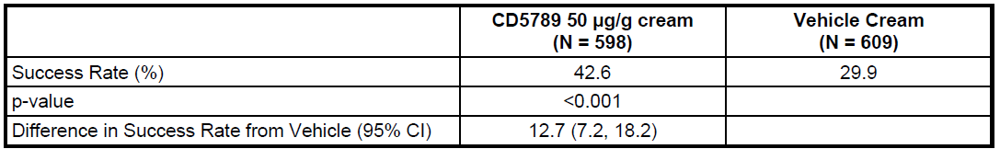 CD5789 50 µg/g cream Vehicle Cream
(N = 598) (N = 609)
Success Rate (%) 42.6 29.9
p-value <0.001
Difference in Success Rate from Vehicle (95% CI) 12.7 (7.2, 18.2)